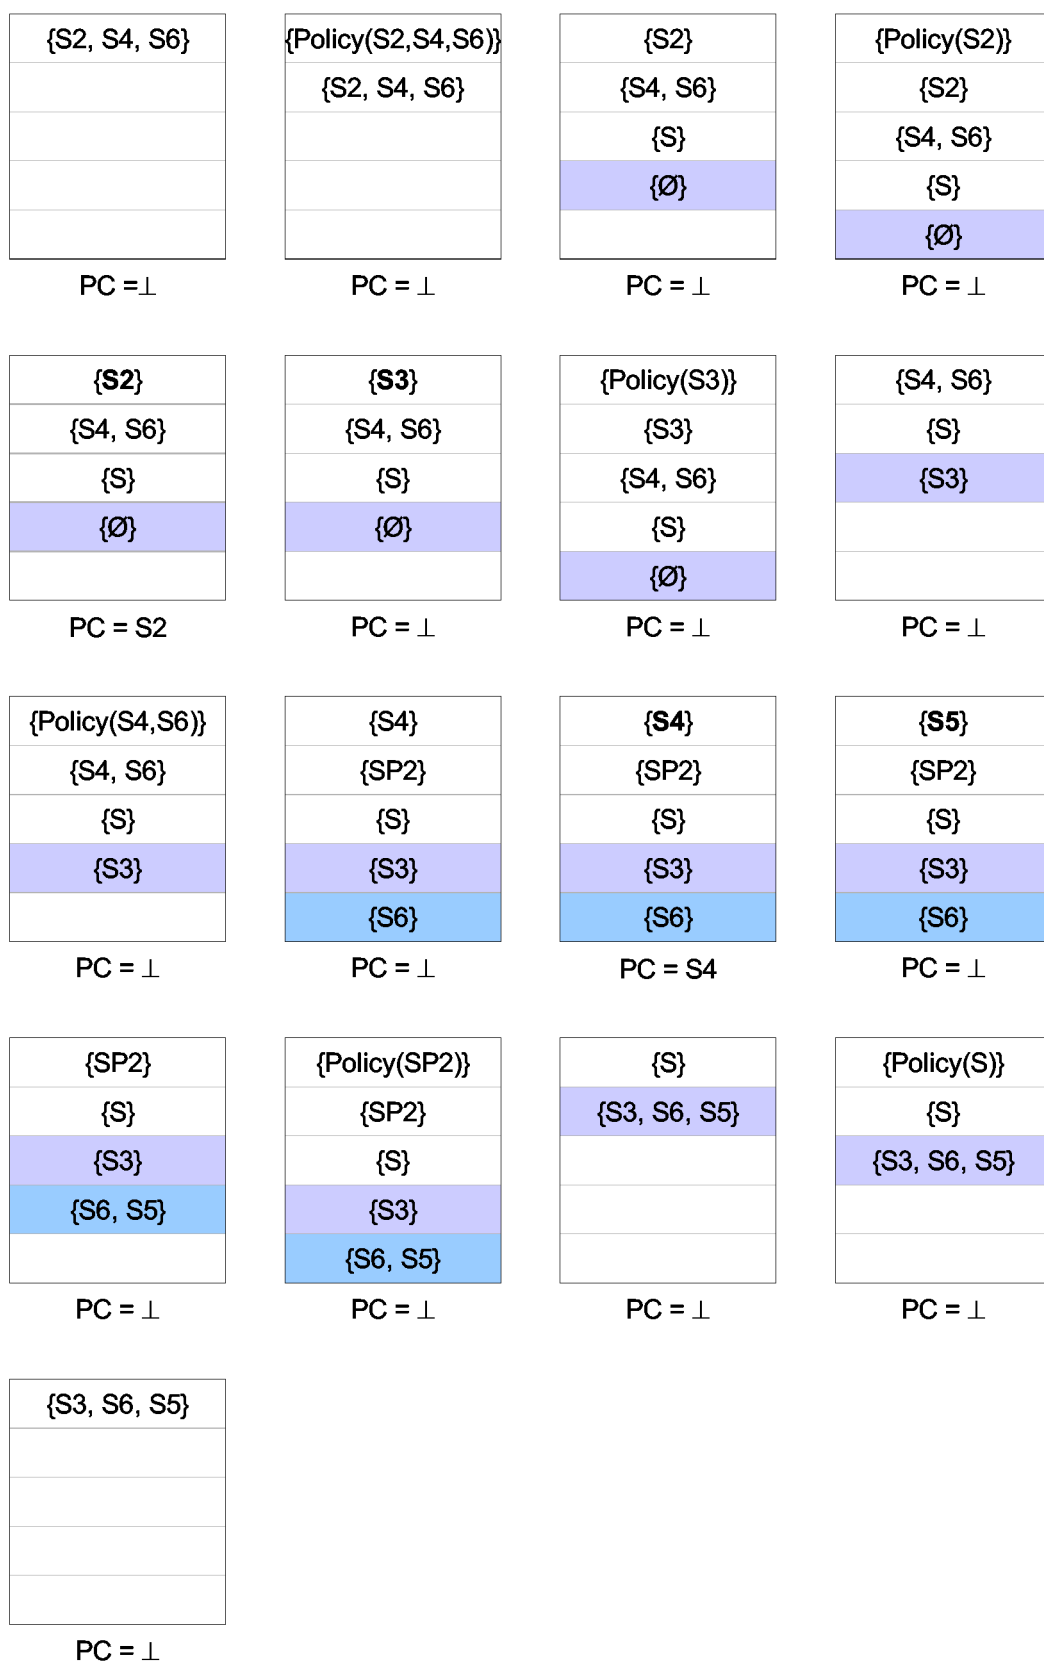 {S2, S4, S6}
PC =⊥
{Policy(S2,S4,S6)}
{S2, S4, S6}
PC = ⊥
{S2}
{S4, S6}
{S}
{Ø}
PC = ⊥
{Policy(S2)}
{S2}
{S4, S6}
{S}
{Ø}
PC = ⊥
{S2}
{S4, S6}
{S}
{Ø}
PC = S2
{S3}
{S4, S6}
{S}
{Ø}
PC = ⊥
{Policy(S3)}
{S3}
{S4, S6}
{S}
{Ø}
PC = ⊥
{S4, S6}
{S}
{S3}
PC = ⊥
{Policy(S4,S6)}
{S4, S6}
{S}
{S3}
PC = ⊥
{S4}
{SP2}
{S}
{S3}
{S6}
PC = ⊥
{S4}
{SP2}
{S}
{S3}
{S6}
PC = S4
{S5}
{SP2}
{S}
{S3}
{S6}
PC = ⊥
{SP2}
{S}
{S3}
{S6, S5}
PC = ⊥
{Policy(SP2)}
{SP2}
{S}
{S3}
{S6, S5}
PC = ⊥
{S}
{S3, S6, S5}
PC = ⊥
{Policy(S)}
{S}
{S3, S6, S5}
PC = ⊥
{S3, S6, S5}
PC = ⊥